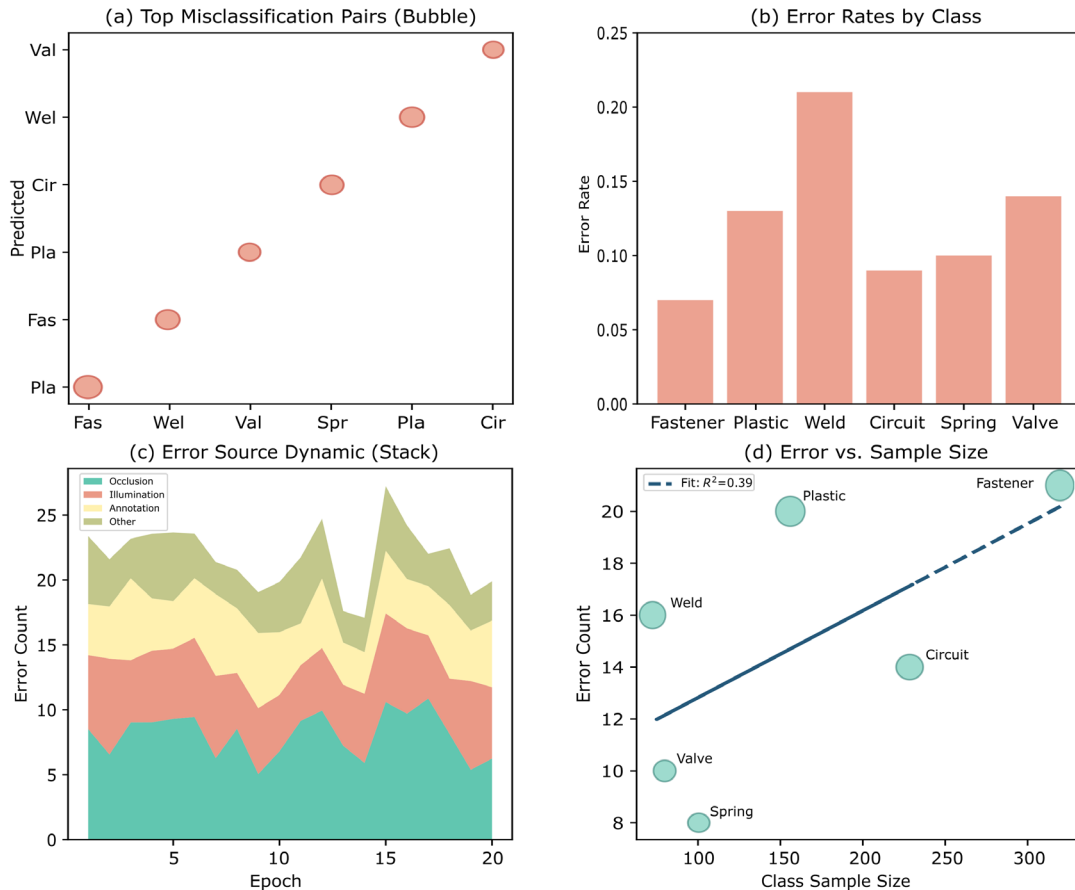 (a) Top Misclassification Pairs (Bubble)
Predicted
Val
Wel
Cir
Pla
Fas
Pla
Fas Wel Val Spr Pla Cir
(b) Error Rates by Class
Error Rate
0.25
0.20
0.15
0.10
0.05
0.00
Fastener Plastic Weld Circuit Spring Valve
(c) Error Source Dynamic (Stack)
Occlusion
Illumination
Annotation
Other
Error Count
25
20
15
10
5
0
5 10 15 20
Epoch
(d) Error vs. Sample Size
Fit: R²=0.39
Error Count
20
18
16
14
12
10
8
Fastener
Plastic
Weld
Circuit
Valve
Spring
100 150 200 250 300
Class Sample Size